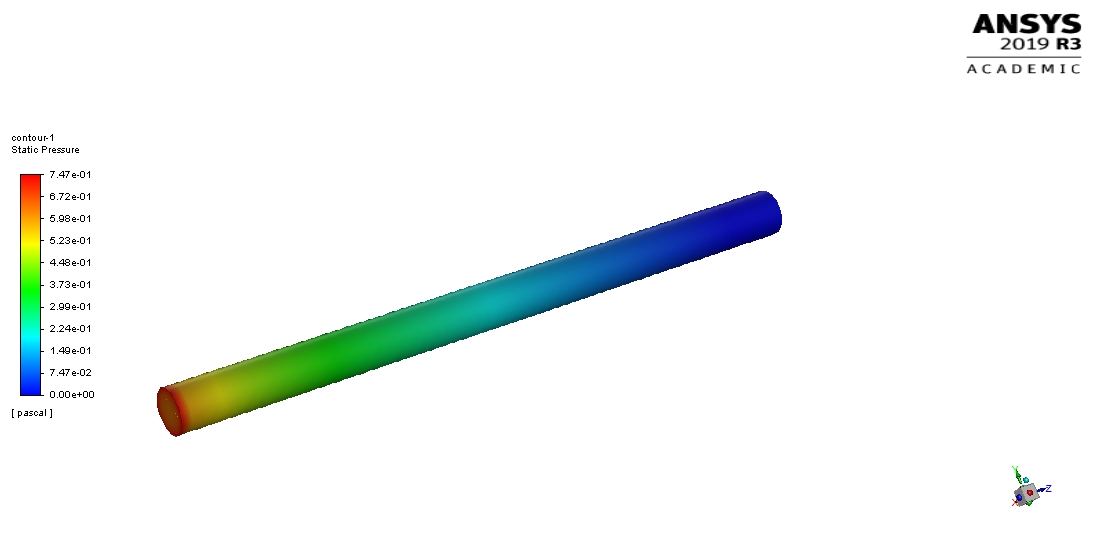 ANSYS
2019 R3
ACADEMIC
contour-1
Static Pressure
7.47e-01
6.72e-01
5.98e-01
5.23e-01
4.48e-01
3.73e-01
2.99e-01
2.24e-01
1.49e-01
7.47e-02
0.00e+00
[ pascal ]
Y
Z
X